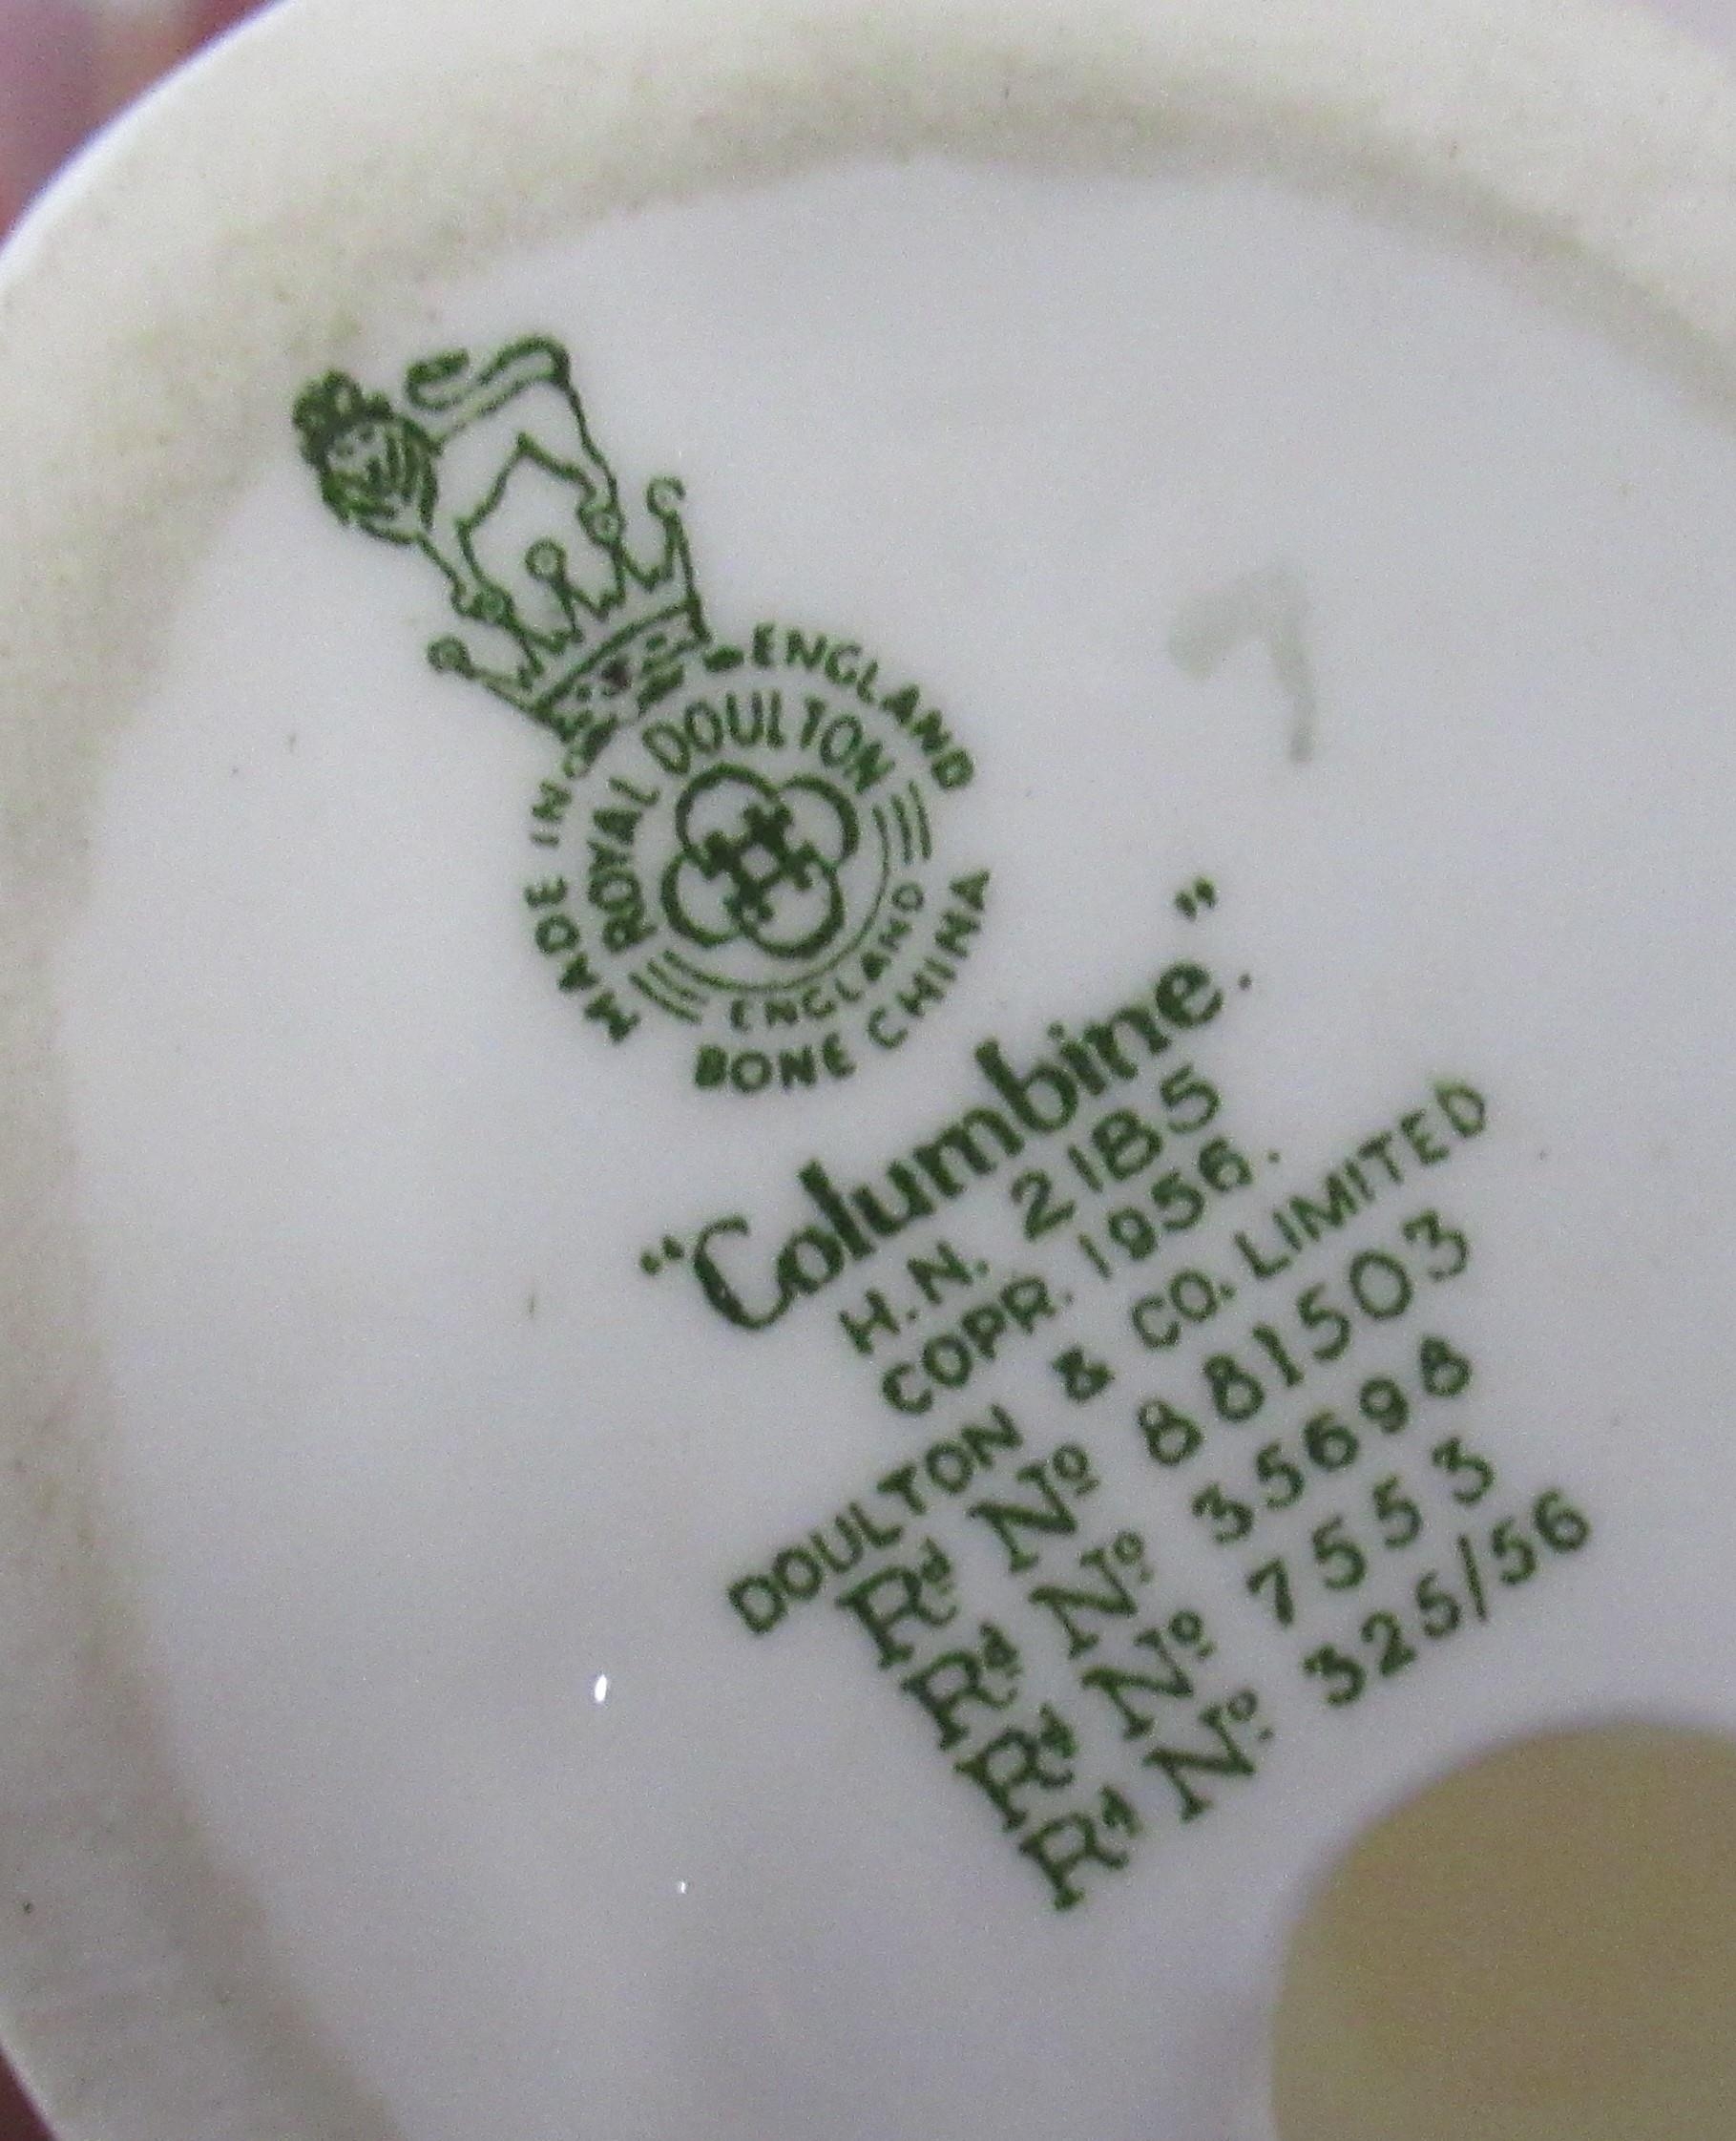 MADE IN ENGLAND
ROYAL DOULTON
ENGLAND
BONE CHINA
"Columbine".
H.N. 2185
COPR. 1956.
DOULTON & CO. LIMITED
Rd No 881503
Rd No 35698
Rd No 7553
Rd No 325/56
7